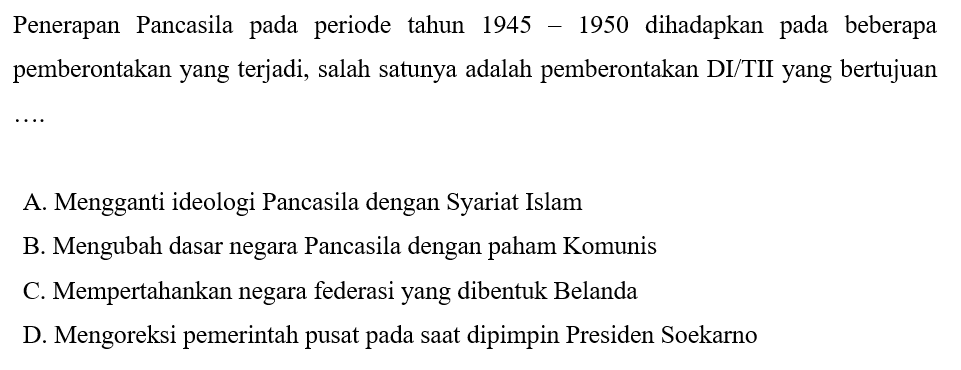 Penerapan Pancasila pada periode tahun 1945 – 1950 dihadapkan pada beberapa
pemberontakan yang terjadi, salah satunya adalah pemberontakan DI/TII yang bertujuan
….
A. Mengganti ideologi Pancasila dengan Syariat Islam
B. Mengubah dasar negara Pancasila dengan paham Komunis
C. Mempertahankan negara federasi yang dibentuk Belanda
D. Mengoreksi pemerintah pusat pada saat dipimpin Presiden Soekarno